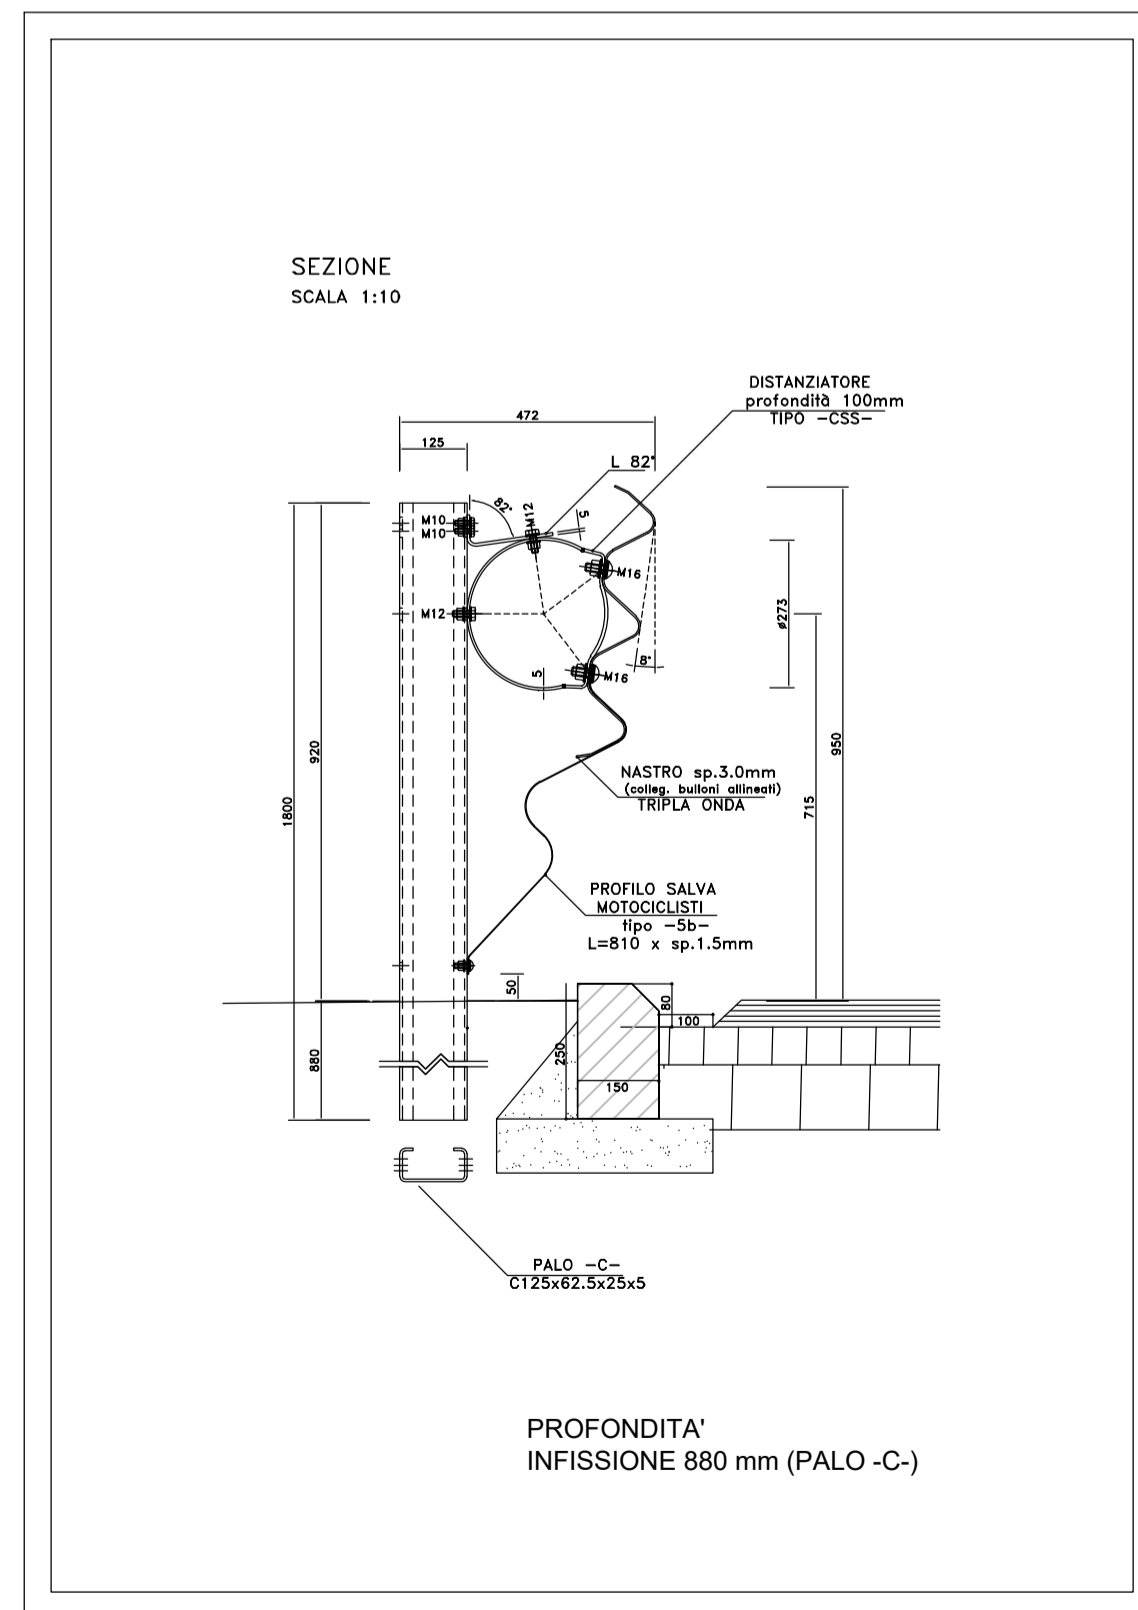 SEZIONE
SCALA 1:10
DISTANZIATORE
profondità 100mm
TIPO -CSS-
472
125
L 82°
82°
M12
5
M10
M10
M16
M12
ø273
8°
5
M16
950
920
NASTRO sp.3.0mm
(colleg. bulloni allineati)
TRIPLA ONDA
1800
715
PROFILO SALVA
MOTOCICLISTI
tipo -5b-
L=810 x sp.1.5mm
50
80
100
880
250
150
PALO -C-
C125x62.5x25x5
PROFONDITA'
INFISSIONE 880 mm (PALO -C-)